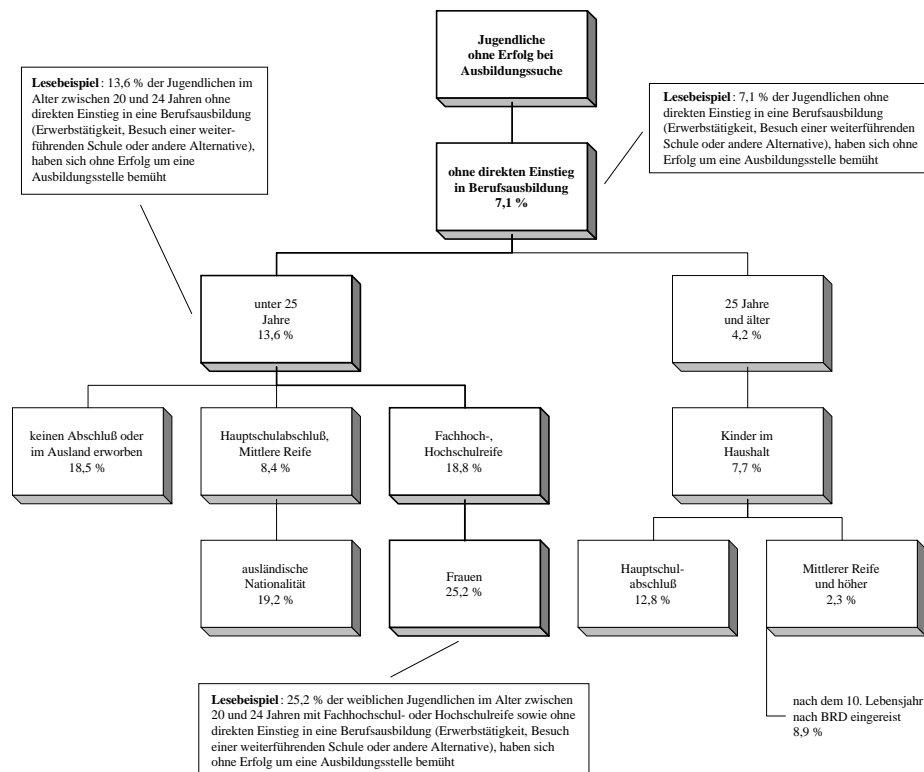 Jugendliche
ohne Erfolg bei
Ausbildungssuche
Lesebeispiel: 13,6 % der Jugendlichen im
Alter zwischen 20 und 24 Jahren ohne
direkten Einstieg in eine Berufsausbildung
(Erwerbstätigkeit, Besuch einer weiter-
führenden Schule oder andere Alternative),
haben sich ohne Erfolg um eine
Ausbildungsstelle bemüht
Lesebeispiel: 7,1 % der Jugendlichen ohne
direkten Einstieg in eine Berufsausbildung
(Erwerbstätigkeit, Besuch einer weiterführenden
Schule oder andere Alternative), haben sich ohne
Erfolg um eine Ausbildungsstelle bemüht
ohne direkten Einstieg
in Berufsausbildung
7,1 %
unter 25
Jahre
13,6 %
25 Jahre
und älter
4,2 %
keinen Abschluß oder
im Ausland erworben
18,5 %
Hauptschulabschluß,
Mittlere Reife
8,4 %
Fachhoch-,
Hochschulreife
18,8 %
Kinder im
Haushalt
7,7 %
ausländische
Nationalität
19,2 %
Frauen
25,2 %
Hauptschul-
abschluß
12,8 %
Mittlerer Reife
und höher
2,3 %
Lesebeispiel: 25,2 % der weiblichen Jugendlichen im Alter zwischen
20 und 24 Jahren mit Fachhochschul- oder Hochschulreife sowie ohne
direkten Einstieg in eine Berufsausbildung (Erwerbstätigkeit, Besuch
einer weiterführenden Schule oder andere Alternative), haben sich
ohne Erfolg um eine Ausbildungsstelle bemüht
nach dem 10. Lebensjahr
nach BRD eingereist
8,9 %